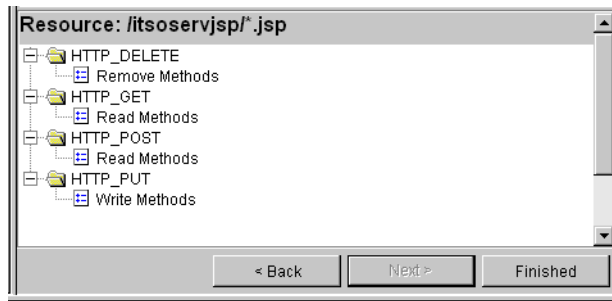 Resource: /itsoservjsp/*.jsp
HTTP_DELETE
Remove Methods
HTTP_GET
Read Methods
HTTP_POST
Read Methods
HTTP_PUT
Write Methods
< Back Next > Finished